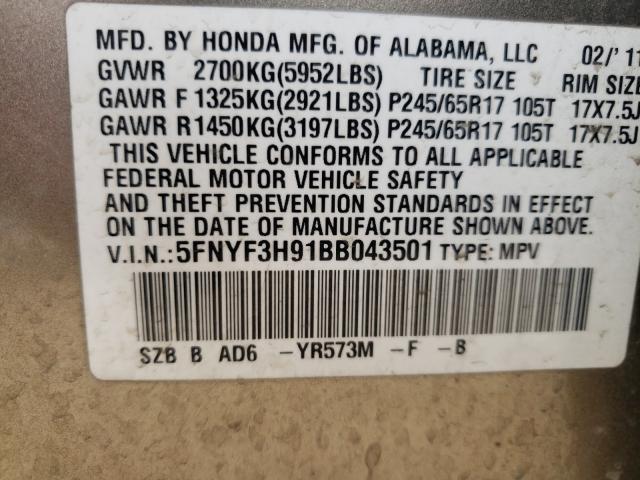 MFD. BY HONDA MFG. OF ALABAMA, LLC 02/'11
GVWR 2700KG(5952LBS) TIRE SIZE RIM SIZE
GAWR F 1325KG(2921LBS) P245/65R17 105T 17X7.5J
GAWR R1450KG(3197LBS) P245/65R17 105T 17X7.5J
THIS VEHICLE CONFORMS TO ALL APPLICABLE
FEDERAL MOTOR VEHICLE SAFETY
AND THEFT PREVENTION STANDARDS IN EFFECT
ON THE DATE OF MANUFACTURE SHOWN ABOVE.
V.I.N.: 5FNYF3H91BB043501 TYPE: MPV
SZB B AD6 -YR573M -F -B